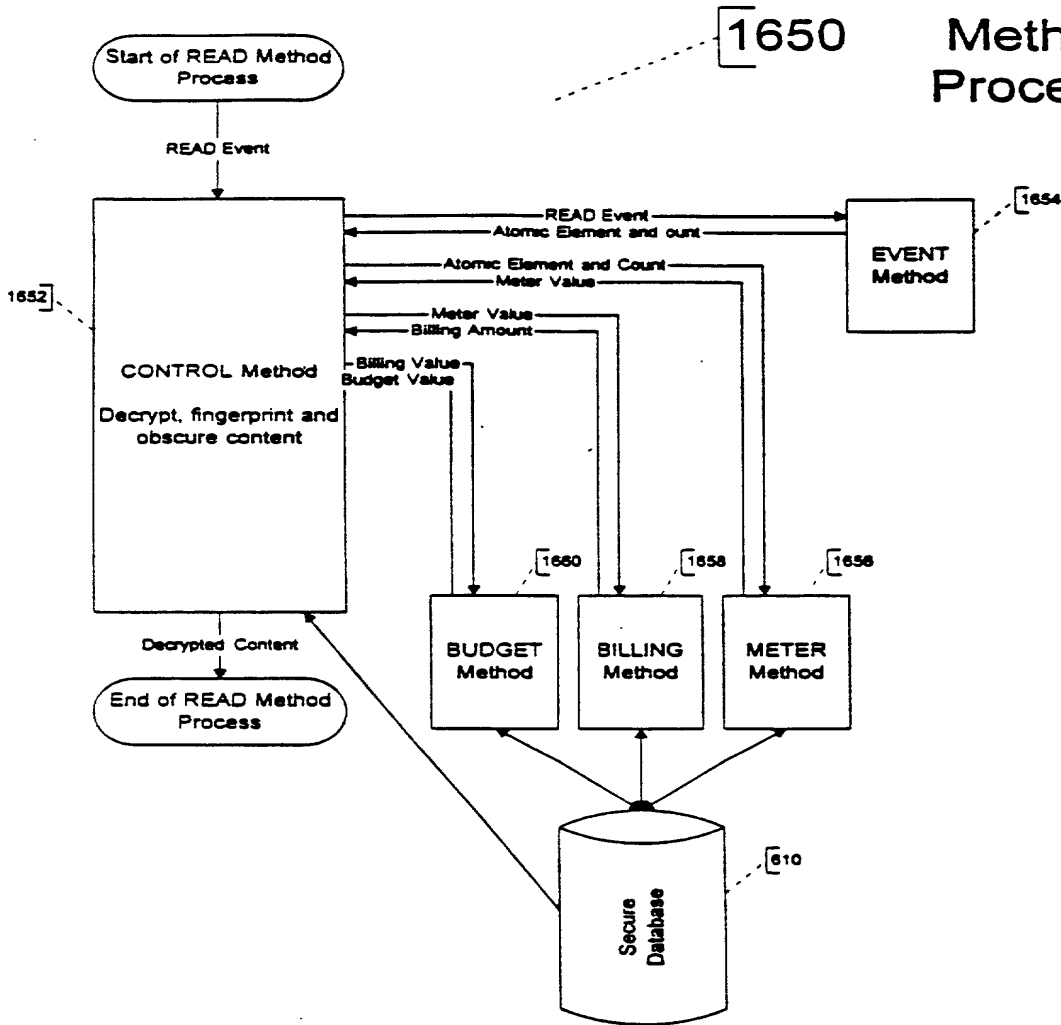 1650 Meth
Proce
Start of READ Method
Process
READ Event
READ Event
Atomic Element and ount
1654
EVENT
Method
Atomic Element and Count
Meter Value
1652
Meter Value
Billing Amount
Billing Value
Budget Value
CONTROL Method
Decrypt, fingerprint and
obscure content
1660
1658
1656
BUDGET
Method
BILLING
Method
METER
Method
Decrypted Content
End of READ Method
Process
610
Secure
Database